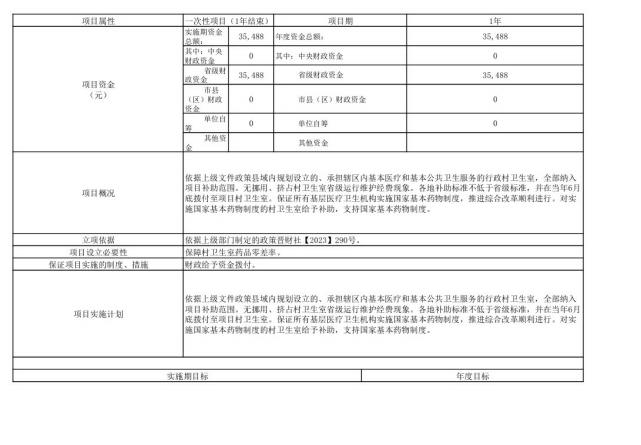 项目属性 一次性项目（1年结束） 项目期 1年
项目资金
（元）
实施期资金
总额： 35,488 年度资金总额： 35,488
其中：中央
财政资金 0 其中：中央财政资金 0
省级财
政资金 35,488 省级财政资金 35,488
市县
（区）财政
资金 0 市县（区）财政资金 0
单位自
筹 0 单位自筹 0
其他资
金 其他资金
项目概况
依据上级文件政策县域内规划设立的、承担辖区内基本医疗和基本公共卫生服务的行政村卫生室，全部纳入
项目补助范围。无挪用、挤占村卫生室省级运行维护经费现象。各地补助标准不低于省级标准，并在当年6月
底拨付至项目村卫生室。保证所有基层医疗卫生机构实施国家基本药物制度，推进综合改革顺利进行。对实
施国家基本药物制度的村卫生室给予补助，支持国家基本药物制度。
立项依据 依据上级部门制定的政策晋财社【2023】290号。
项目设立必要性 保障村卫生室药品零差率。
保证项目实施的制度、措施 财政给予资金拨付。
项目实施计划
依据上级文件政策县域内规划设立的、承担辖区内基本医疗和基本公共卫生服务的行政村卫生室，全部纳入
项目补助范围。无挪用、挤占村卫生室省级运行维护经费现象。各地补助标准不低于省级标准，并在当年6月
底拨付至项目村卫生室。保证所有基层医疗卫生机构实施国家基本药物制度，推进综合改革顺利进行。对实
施国家基本药物制度的村卫生室给予补助，支持国家基本药物制度。
实施期目标 年度目标